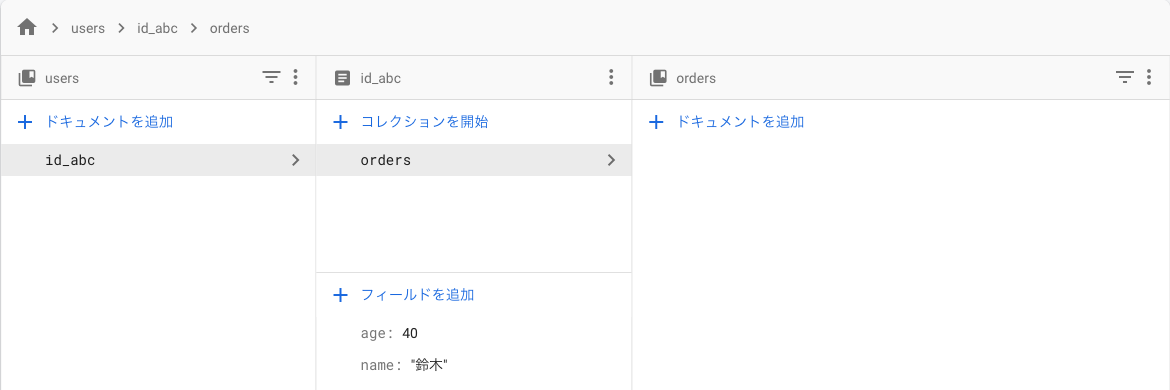 users id_abc orders
users
id_abc
orders
ドキュメントを追加
コレクションを開始
ドキュメントを追加
id_abc
orders
フィールドを追加
age: 40
name: "鈴木"